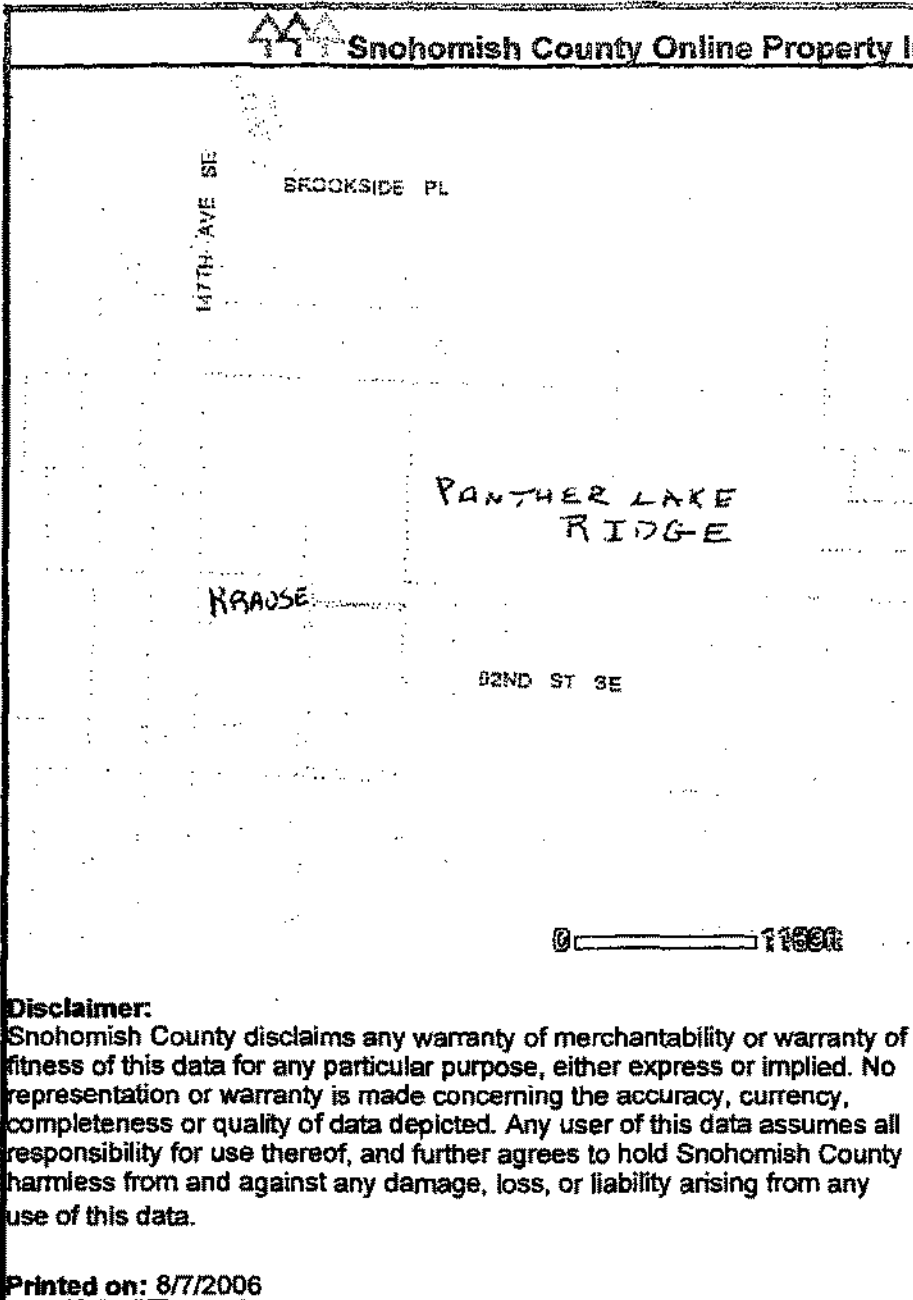 Snohomish County Online Property I
BROOKSIDE PL
147TH AVE SE
PANTHER LAKE
RIDGE
KRAUSE
92ND ST SE
0
Disclaimer:
Snohomish County disclaims any warranty of merchantability or warranty of
fitness of this data for any particular purpose, either express or implied. No
representation or warranty is made concerning the accuracy, currency,
completeness or quality of data depicted. Any user of this data assumes all
responsibility for use thereof, and further agrees to hold Snohomish County
harmless from and against any damage, loss, or liability arising from any
use of this data.
Printed on: 8/7/2006